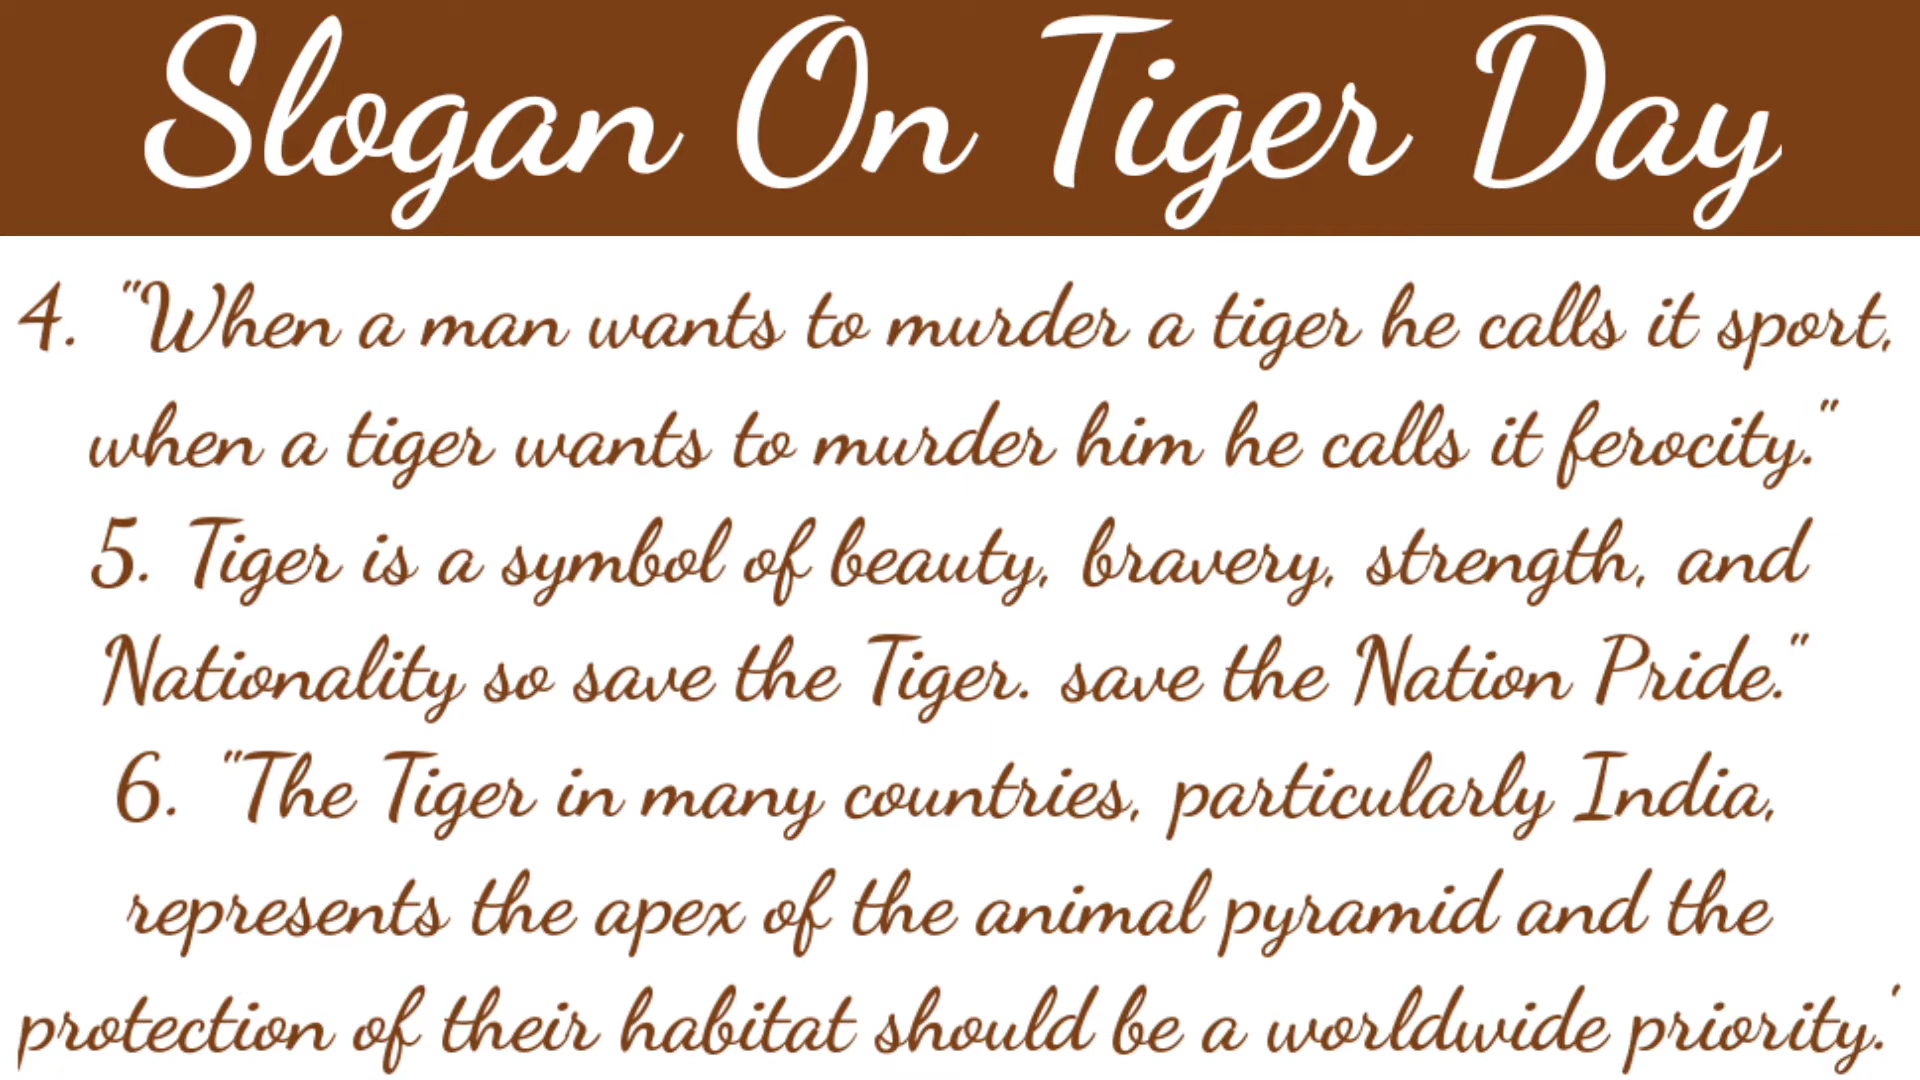 Slogan On Tiger Day
4. "When a man wants to murder a tiger he calls it sport,
when a tiger wants to murder him he calls it ferocity."
5. Tiger is a symbol of beauty, bravery, strength, and
Nationality so save the Tiger. save the Nation Pride."
6. "The Tiger in many countries, particularly India,
represents the apex of the animal pyramid and the
protection of their habitat should be a worldwide priority.'